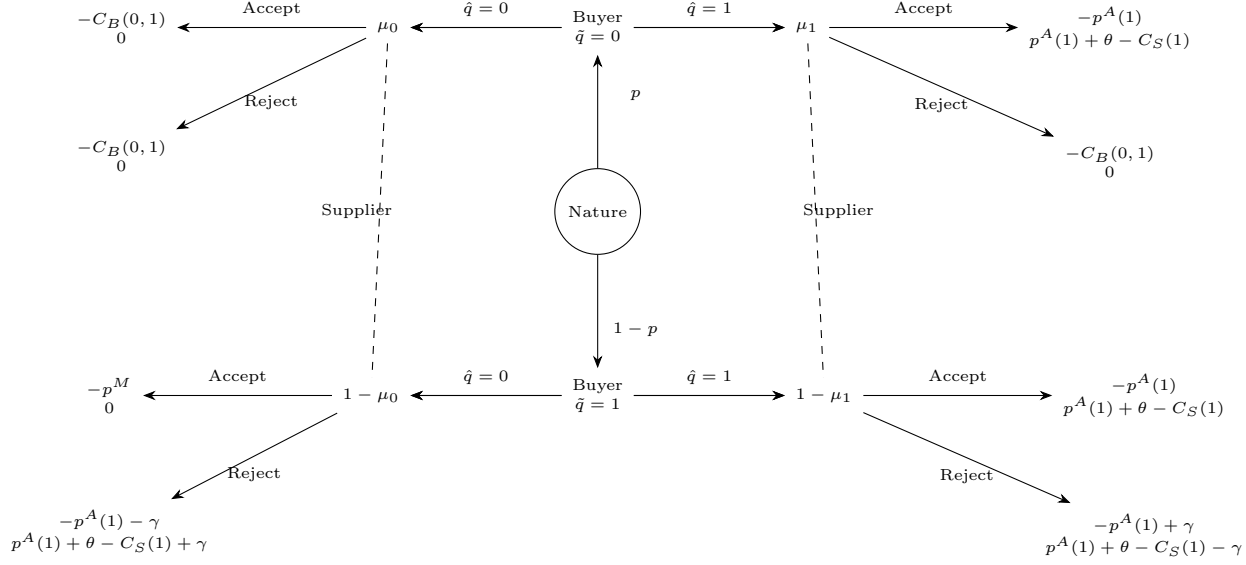 Accept
q̂ = 0
Buyer
q̂ = 1
Accept
−C_B(0, 1)
0
μ_0
q̃ = 0
μ_1
−p^A(1)
p^A(1) + θ − C_S(1)
Reject
p
Reject
−C_B(0, 1)
0
−C_B(0, 1)
0
Supplier
Nature
Supplier
1 − p
Accept
q̂ = 0
Buyer
q̂ = 1
Accept
−p^M
0
1 − μ_0
q̃ = 1
1 − μ_1
−p^A(1)
p^A(1) + θ − C_S(1)
Reject
Reject
−p^A(1) − γ
p^A(1) + θ − C_S(1) + γ
−p^A(1) + γ
p^A(1) + θ − C_S(1) − γ